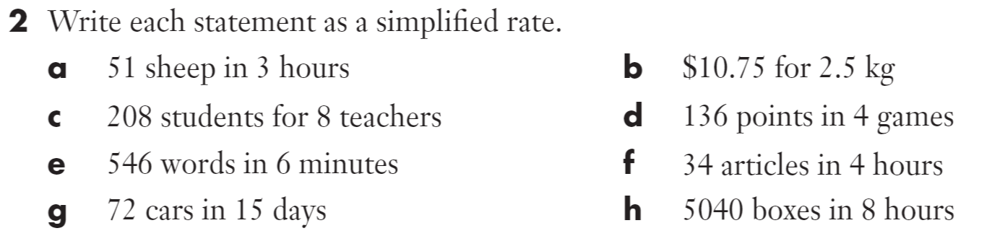 2 Write each statement as a simplified rate.
a 51 sheep in 3 hours b $10.75 for 2.5 kg
c 208 students for 8 teachers d 136 points in 4 games
e 546 words in 6 minutes f 34 articles in 4 hours
g 72 cars in 15 days h 5040 boxes in 8 hours